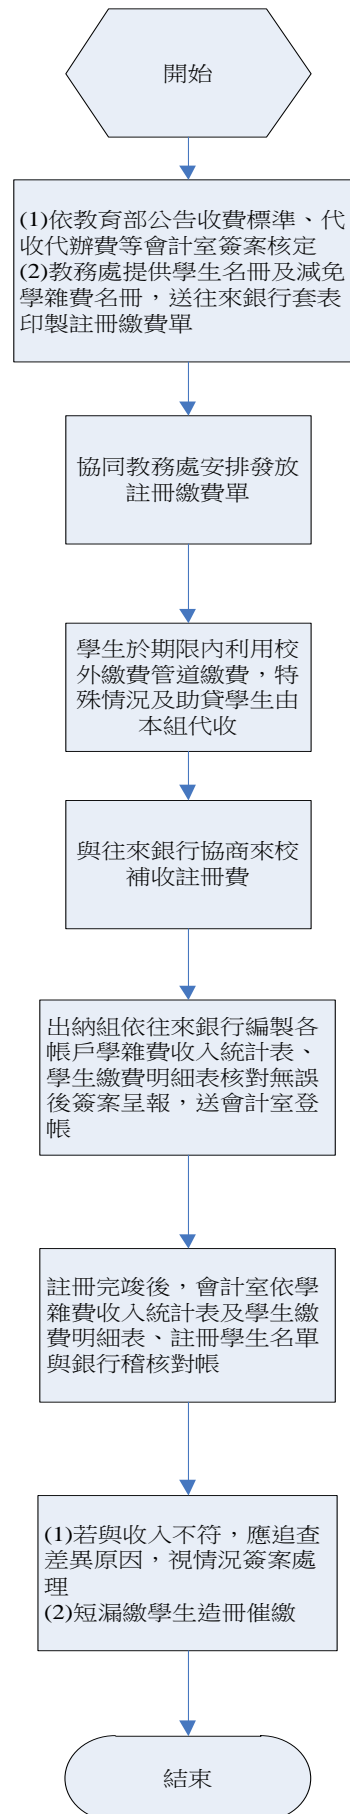 開始
(1)依教育部公告收費標準、代
收代辦費等會計室簽案核定
(2)教務處提供學生名冊及減免
學雜費名冊，送往來銀行套表
印製註冊繳費單
協同教務處安排發放
註冊繳費單
學生於期限內利用校
外繳費管道繳費，特
殊情況及助貸學生由
本組代收
與往來銀行協商來校
補收註冊費
出納組依往來銀行編製各
帳戶學雜費收入統計表、
學生繳費明細表核對無誤
後簽案呈報，送會計室登
帳
註冊完竣後，會計室依學
雜費收入統計表及學生繳
費明細表、註冊學生名單
與銀行稽核對帳
(1)若與收入不符，應追查
差異原因，視情況簽案處
理
(2)短漏繳學生造冊催繳
結束